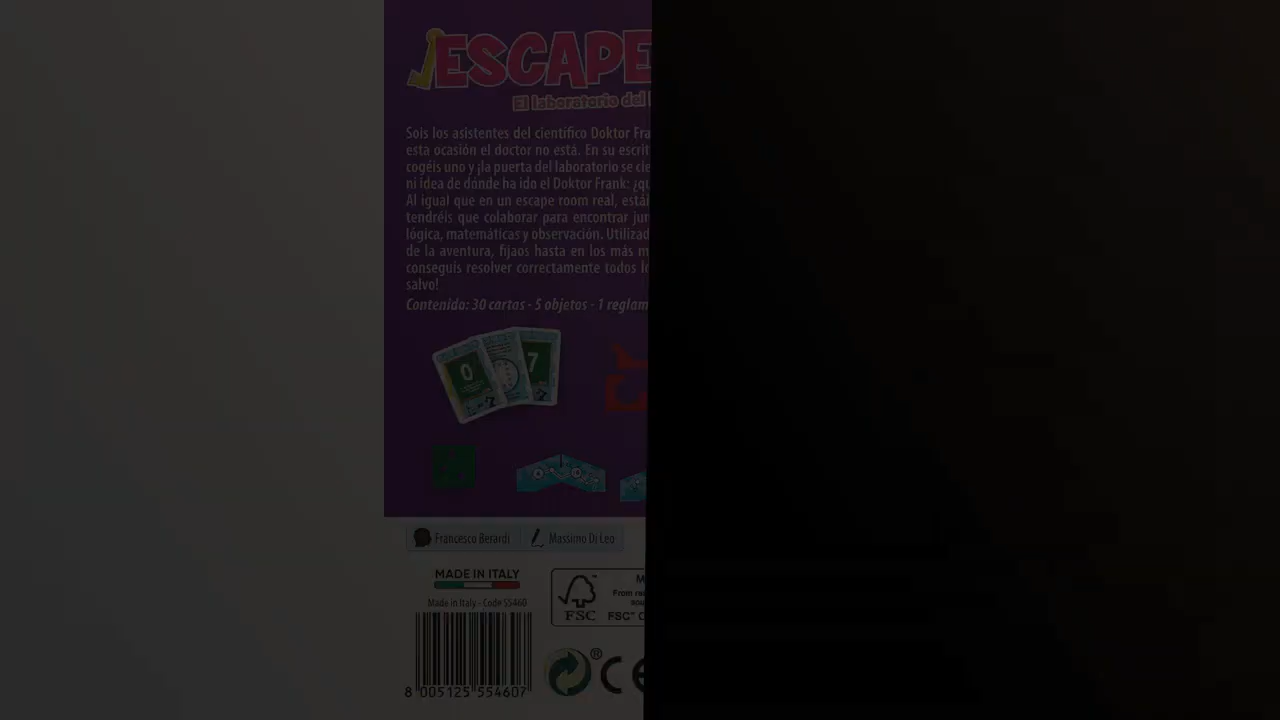 ¡ESCAPE
El laboratorio del
Sois los asistentes del científico Doktor Fra
esta ocasión el doctor no está. En su escrit
cogéis uno y ¡la puerta del laboratorio se cie
ni idea de dónde ha ido el Doktor Frank: ¿qu
Al igual que en un escape room real, estái
tendréis que colaborar para encontrar jun
lógica, matemáticas y observación. Utilizad
de la aventura, fijaos hasta en los más m
conseguís resolver correctamente todos lo
salvo!
Contenido: 30 cartas - 5 objetos - 1 reglam
0
7
Francesco Berardi
Massimo Di Leo
MADE IN ITALY
Made in Italy - Code 55460
FSC
M
From re
FSC® C
8 005125 554607
CE